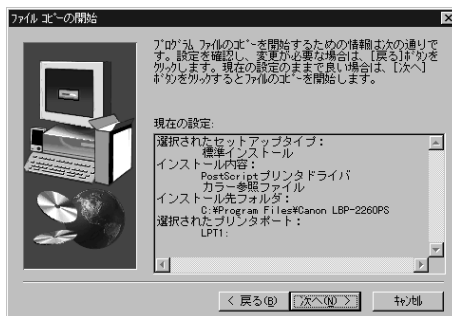 ファイル コピーの開始
プログラム ファイルのコピーを開始するための情報は次の通りで
す。設定を確認し、変更が必要な場合は、[戻る]ボタンを
クリックします。現在の設定のままで良い場合は、[次へ]
ボタンをクリックするとファイルのコピーを開始します。
現在の設定:
選択されたセットアップタイプ:
標準インストール
インストール内容:
PostScriptプリンタドライバ
カラー参照ファイル
インストール先フォルダ:
C:¥Program Files¥Canon LBP-2260PS
選択されたプリンタポート:
LPT1:
< 戻る(B)
次へ(N) >
キャンセル